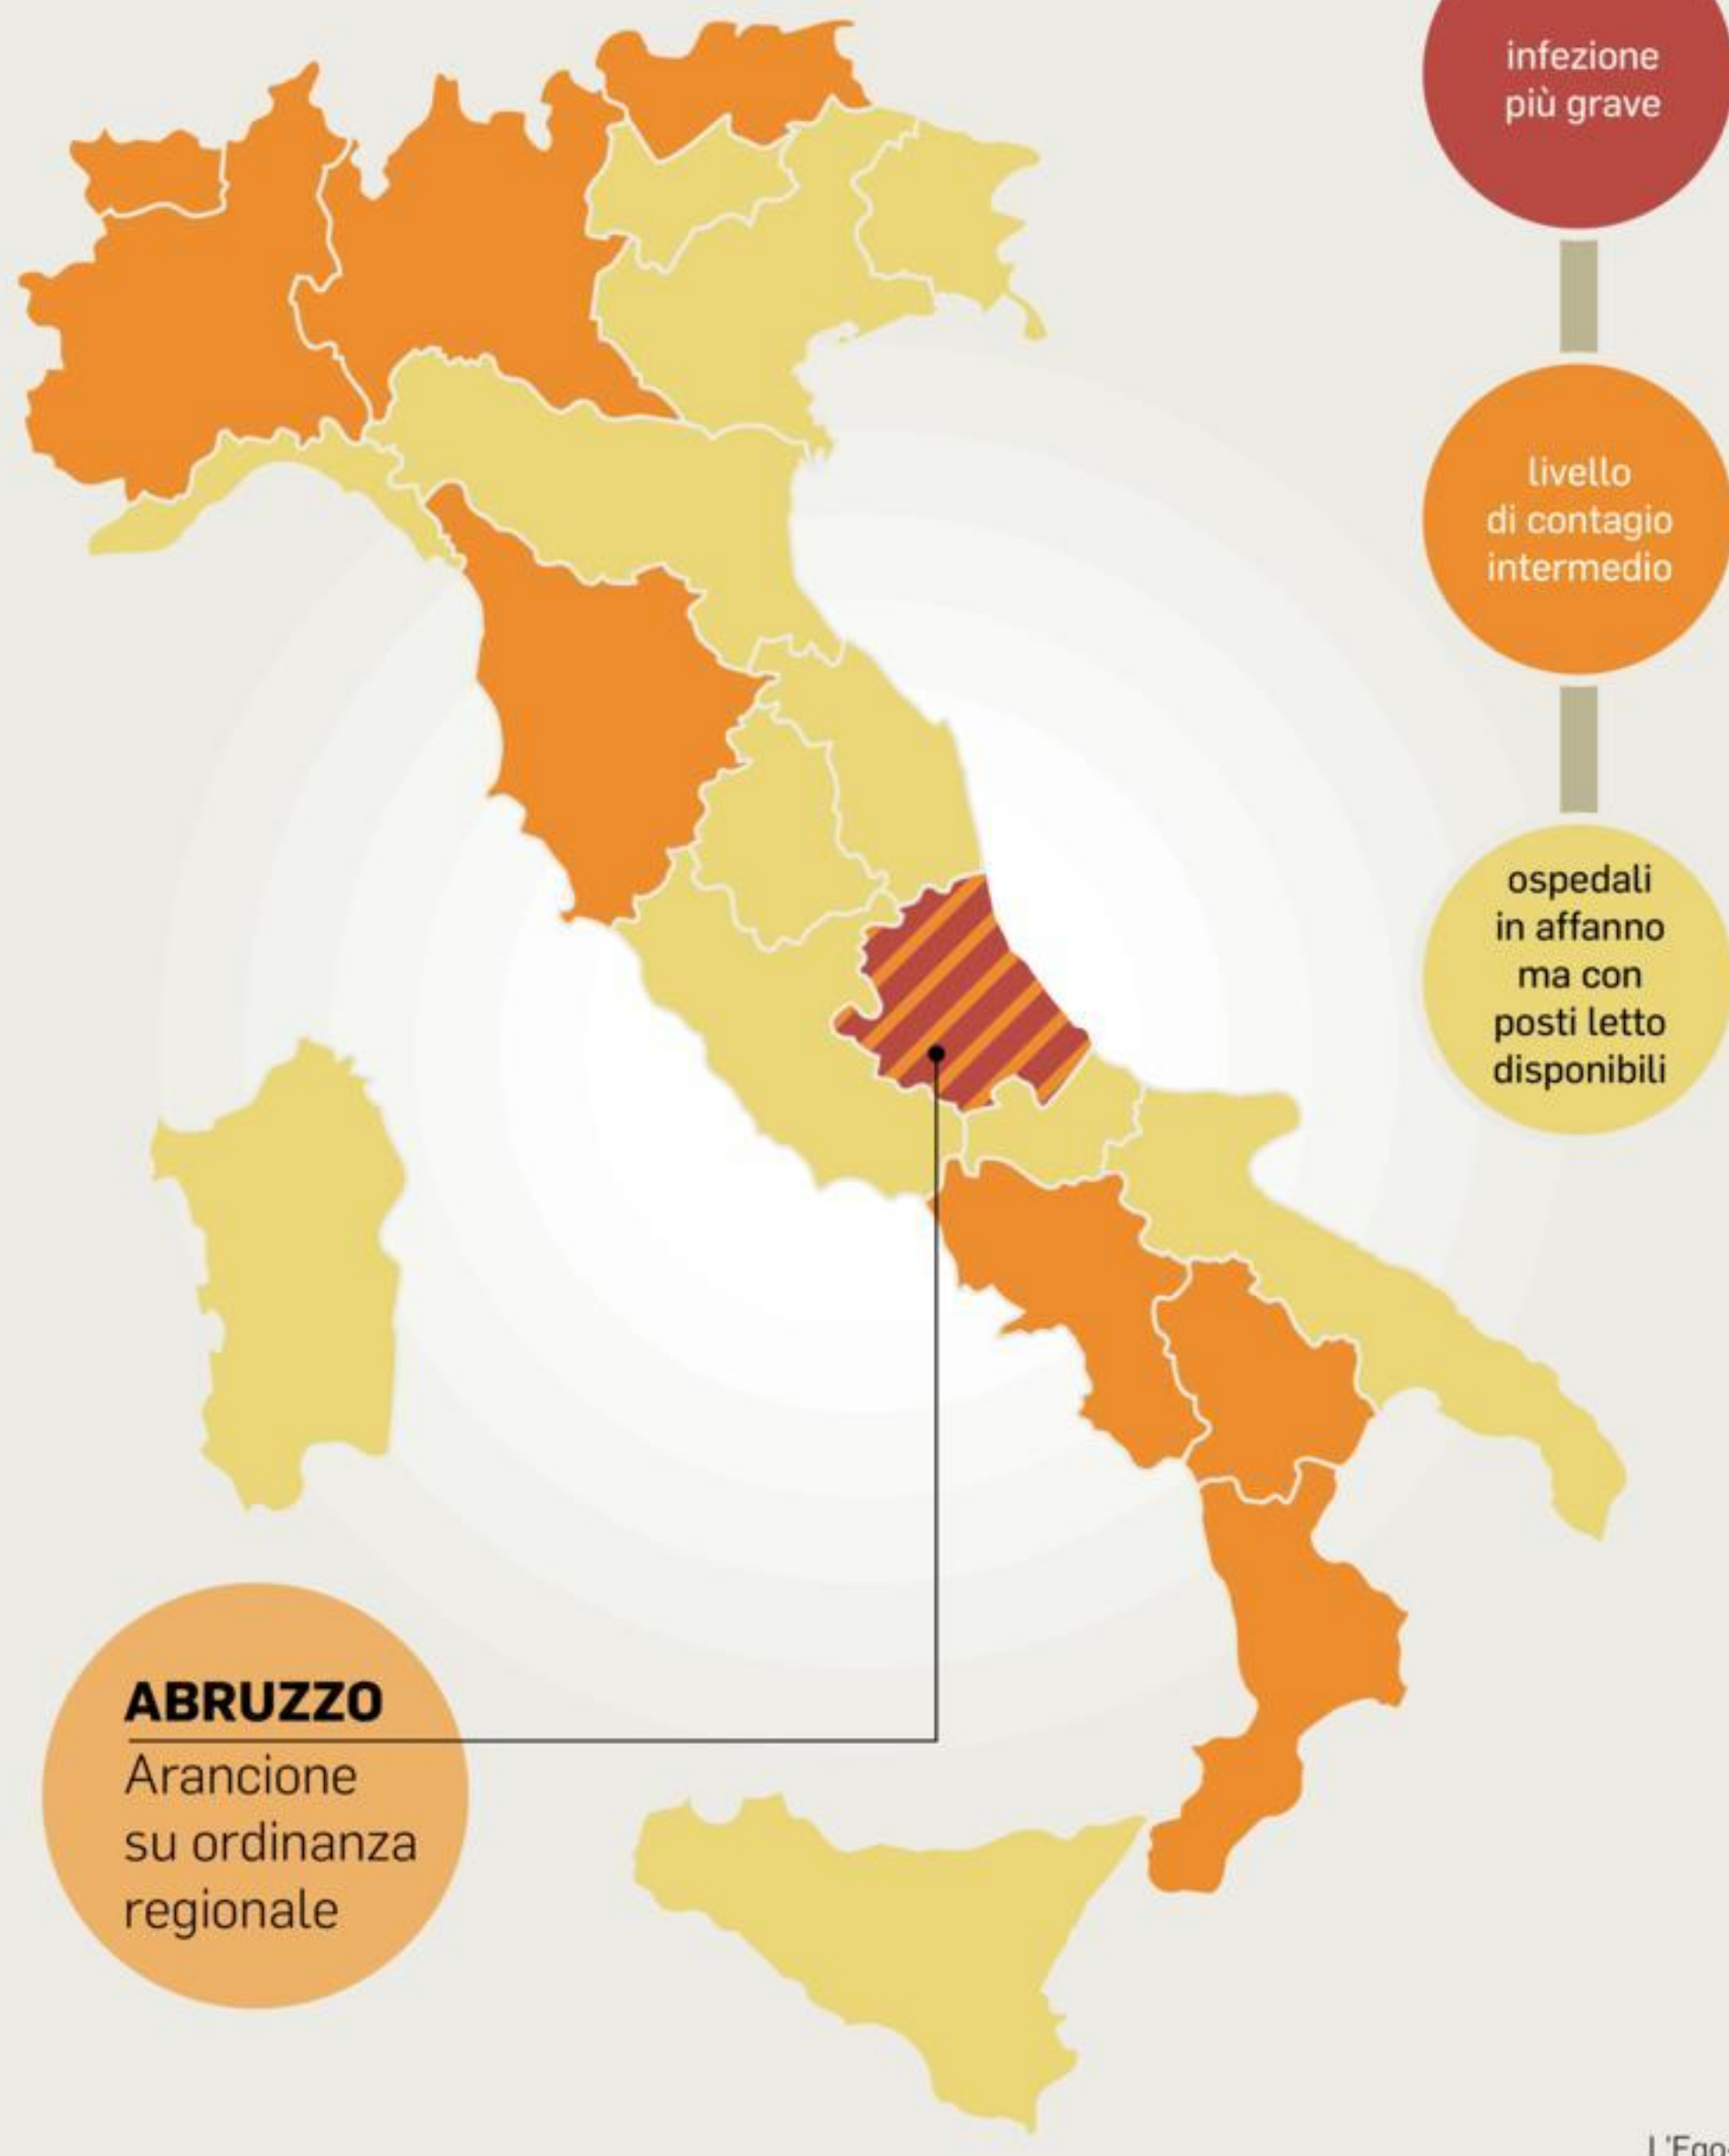 infezione
più grave
livello
di contagio
intermedio
ospedali
in affanno
ma con
posti letto
disponibili
ABRUZZO
Arancione
su ordinanza
regionale